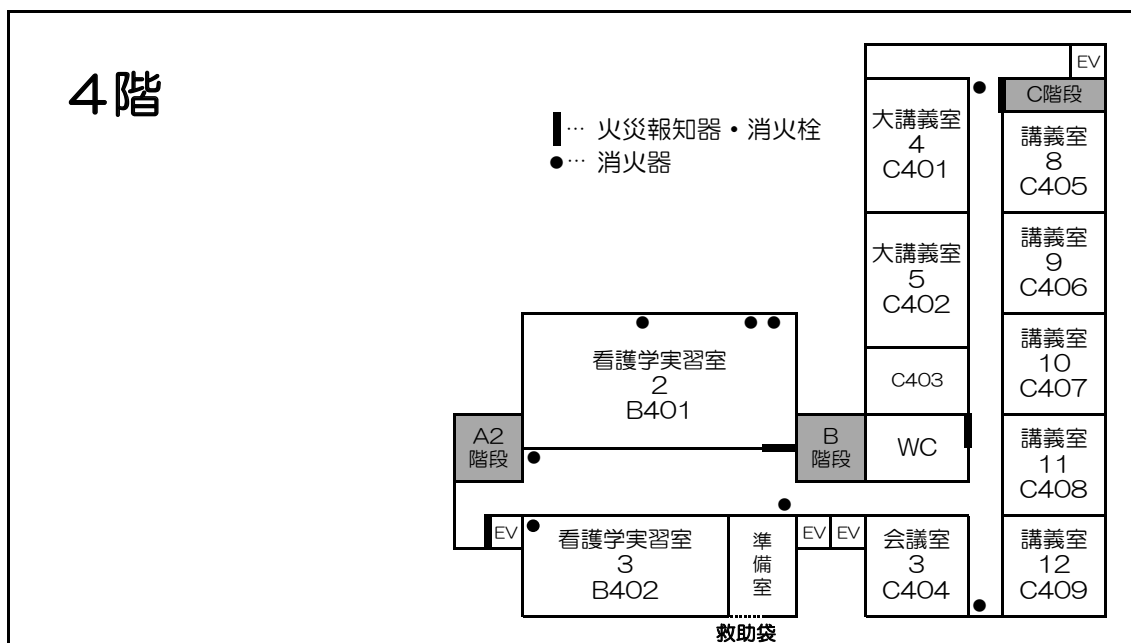 4階
┃… 火災報知器・消火栓
●… 消火器
EV
C階段
大講義室
4
C401
講義室
8
C405
大講義室
5
C402
講義室
9
C406
看護学実習室
2
B401
C403
講義室
10
C407
A2
階段
B
階段
WC
講義室
11
C408
EV
看護学実習室
3
B402
準
備
室
EV
EV
会議室
3
C404
講義室
12
C409
救助袋